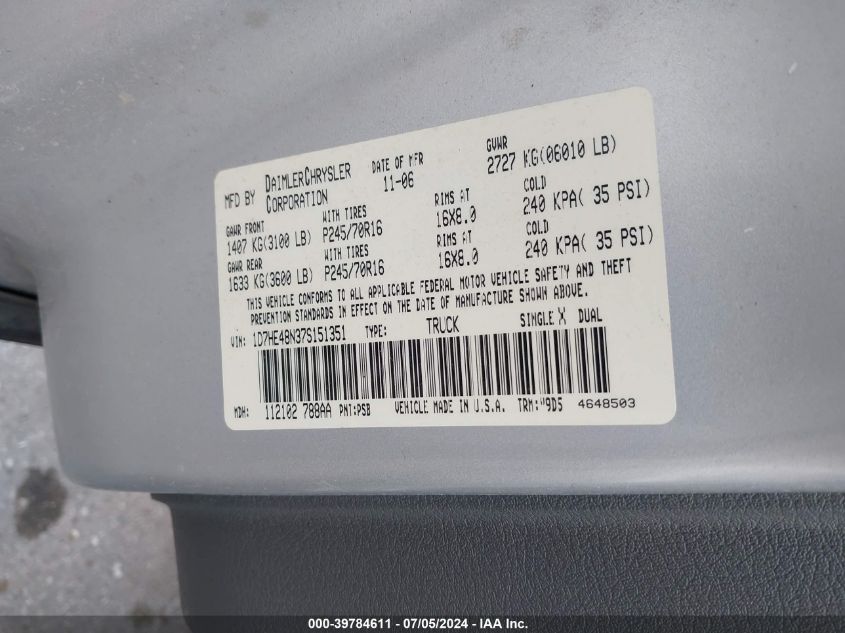 MFD BY DAIMLERCHRYSLER CORPORATION DATE OF MFR 11-06 GVWR 2727 KG(06010 LB)
GAWR FRONT WITH TIRES RIMS AT COLD
1407 KG(3100 LB) P245/70R16 16X8.0 240 KPA( 35 PSI)
GAWR REAR WITH TIRES RIMS AT COLD
1633 KG(3600 LB) P245/70R16 16X8.0 240 KPA( 35 PSI)
THIS VEHICLE CONFORMS TO ALL APPLICABLE FEDERAL MOTOR VEHICLE SAFETY AND THEFT
PREVENTION STANDARDS IN EFFECT ON THE DATE OF MANUFACTURE SHOWN ABOVE.
VIN: 1D7HE48N37S151351 TYPE: TRUCK SINGLE X DUAL
MDH: 112102 788AA PNT:PSB VEHICLE MADE IN U.S.A. TRM: 9D5 4648503
000-39784611 - 07/05/2024 - IAA Inc.